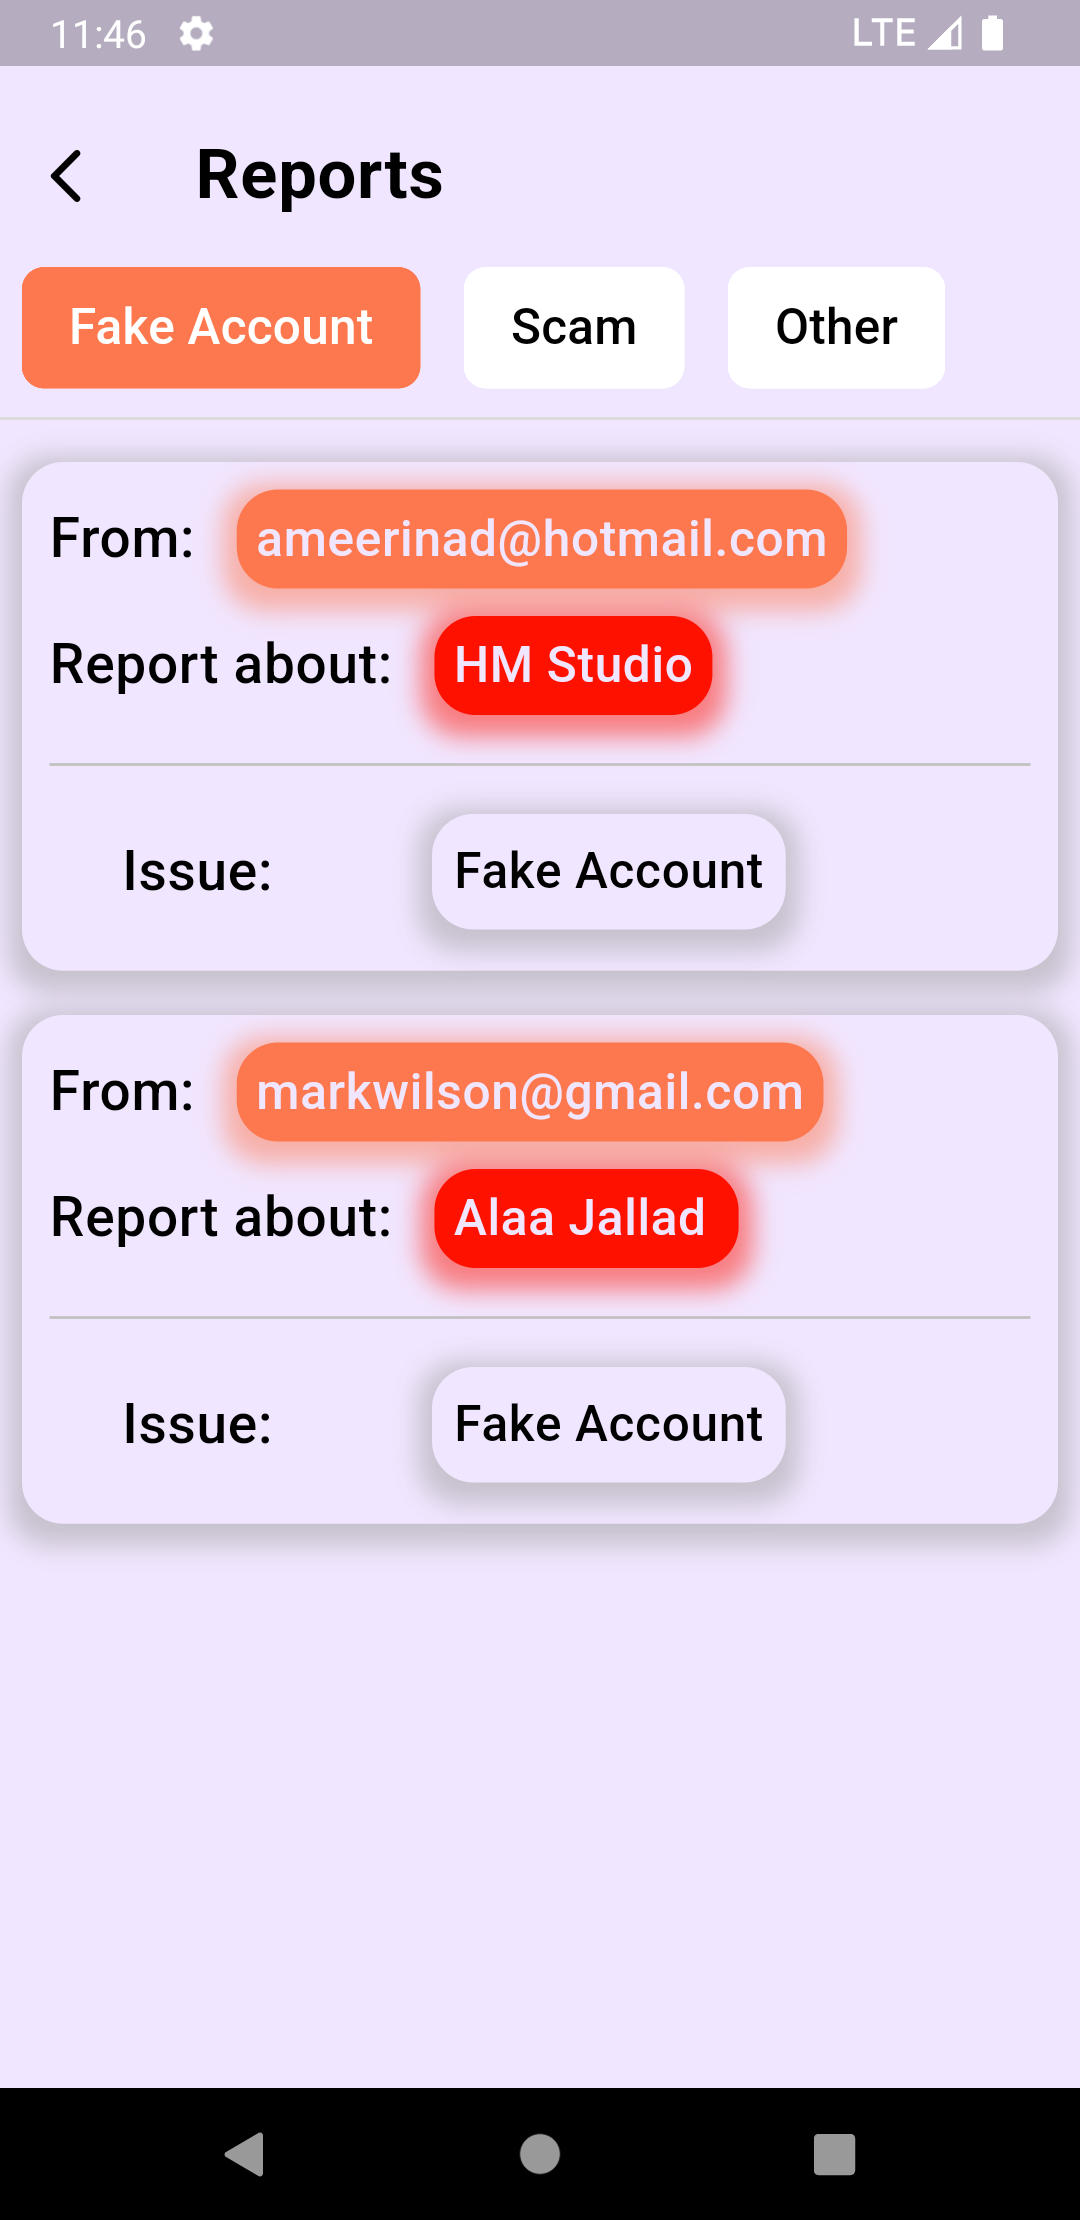 11:46 LTE
Reports
Fake Account Scam Other
From: ameerinad@hotmail.com
Report about: HM Studio
Issue: Fake Account
From: markwilson@gmail.com
Report about: Alaa Jallad
Issue: Fake Account